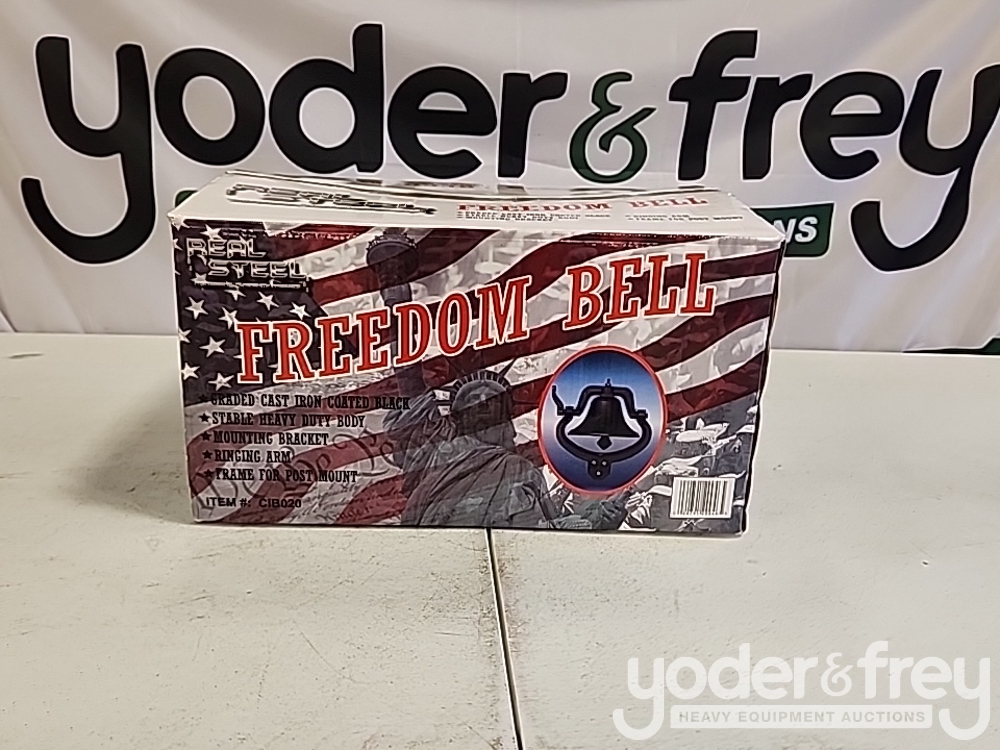 yoder & frey
NS
FREEDOM BELL
REAL
STEEL
FREEDOM BELL
★GRADED CAST IRON COATED BLACK
★STABLE HEAVY DUTY BODY
★MOUNTING BRACKET
★RINGING ARM
★FRAME FOR POST MOUNT
ITEM #: CIB020
yoder & frey
HEAVY EQUIPMENT AUCTIONS